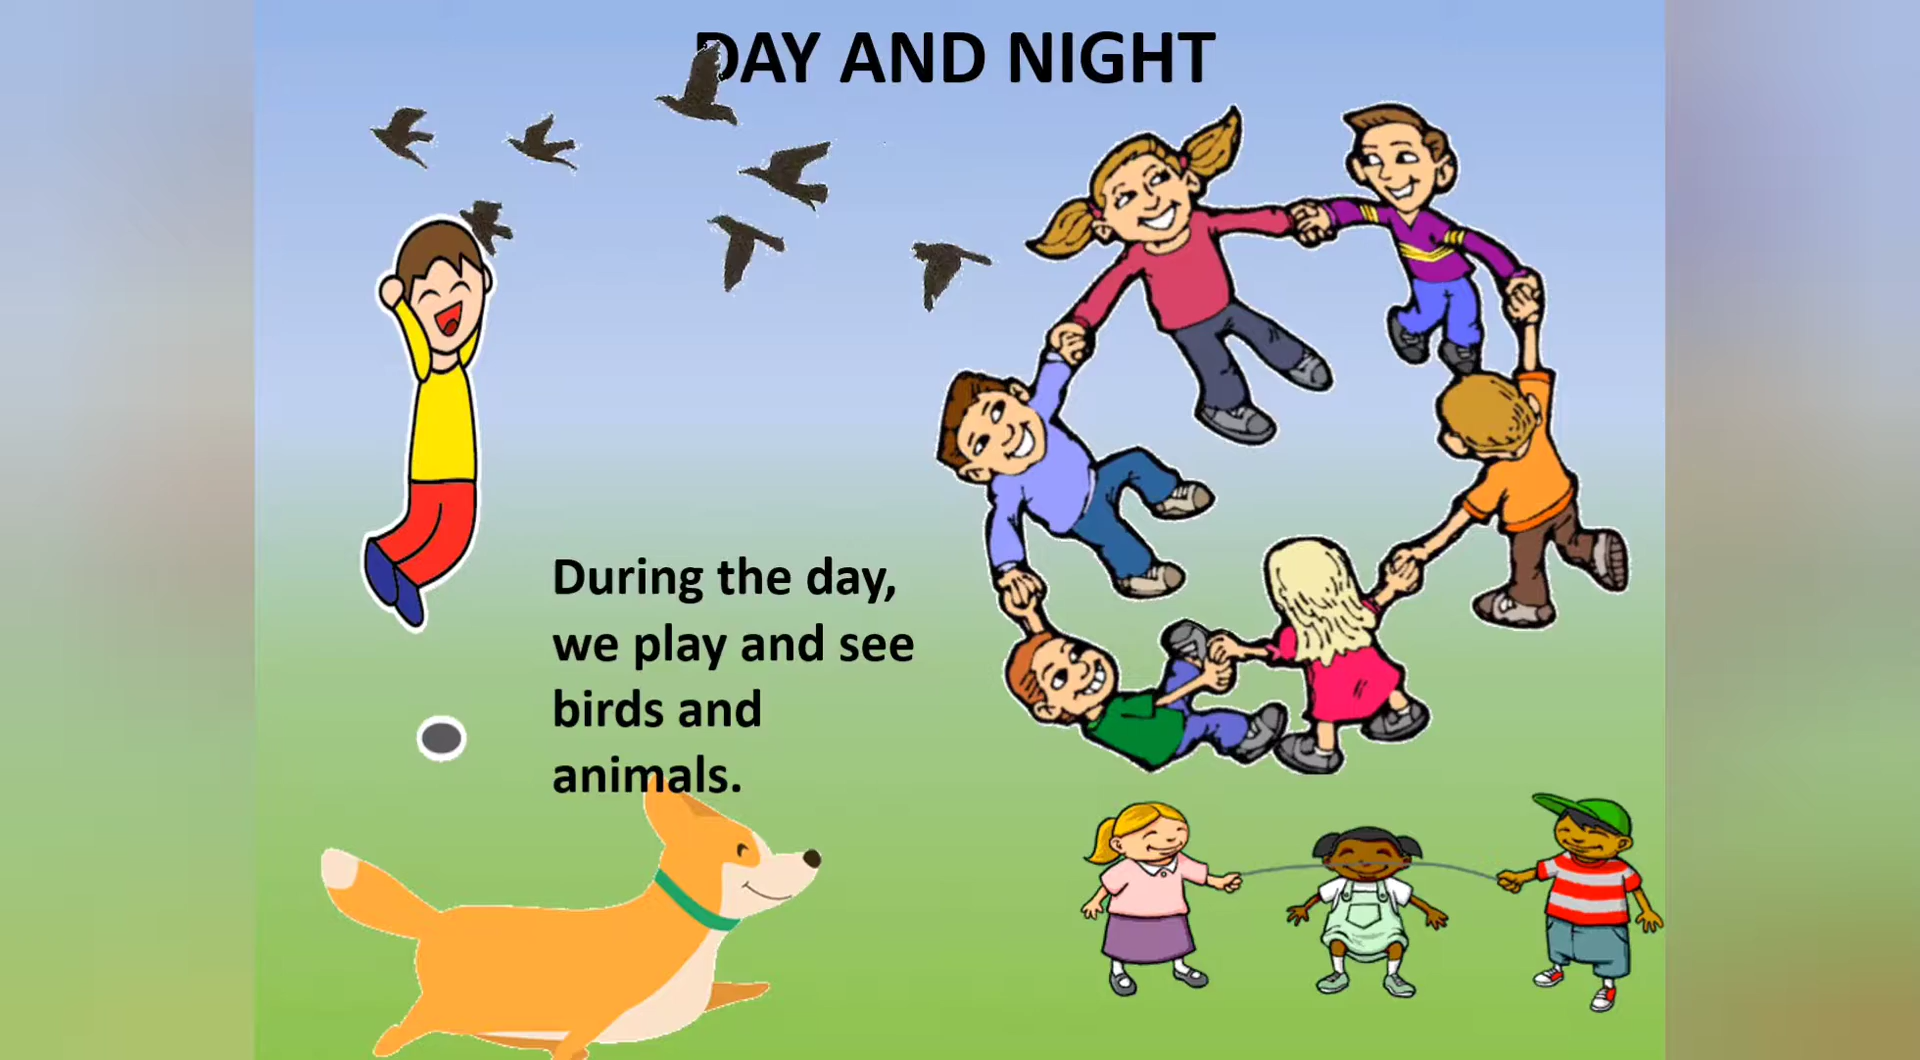 DAY AND NIGHT
During the day,
we play and see
birds and
animals.